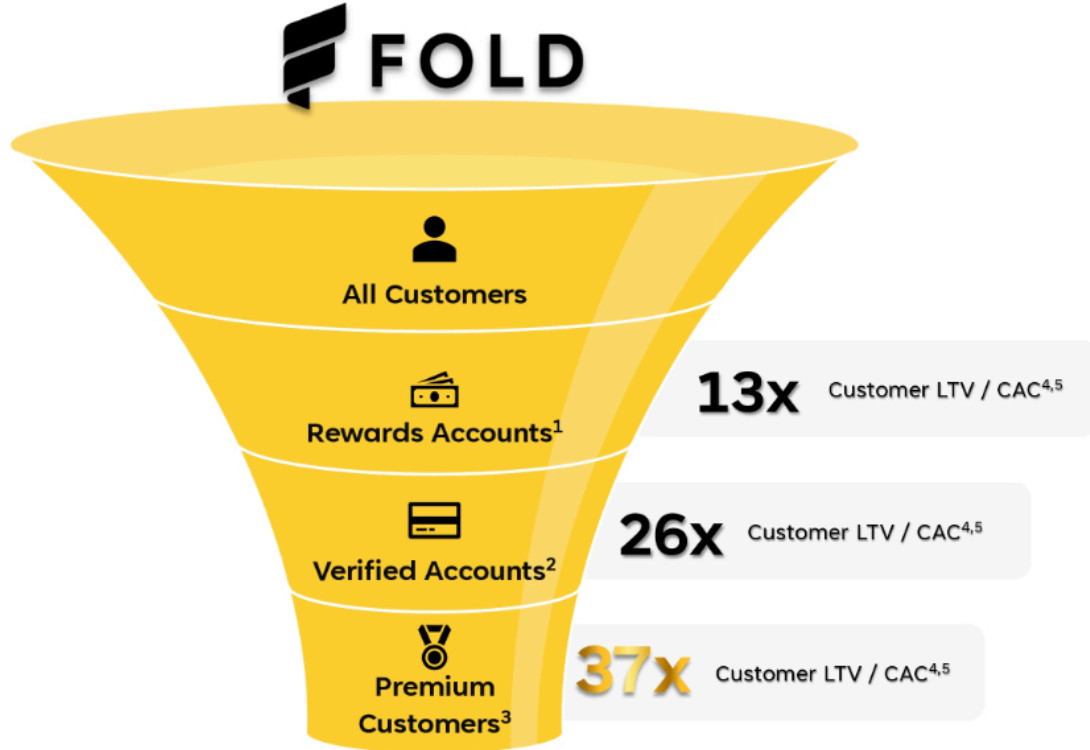 FOLD
All Customers
13x Customer LTV / CAC4,5
Rewards Accounts1
26x Customer LTV / CAC4,5
Verified Accounts2
37x Customer LTV / CAC4,5
Premium
Customers3